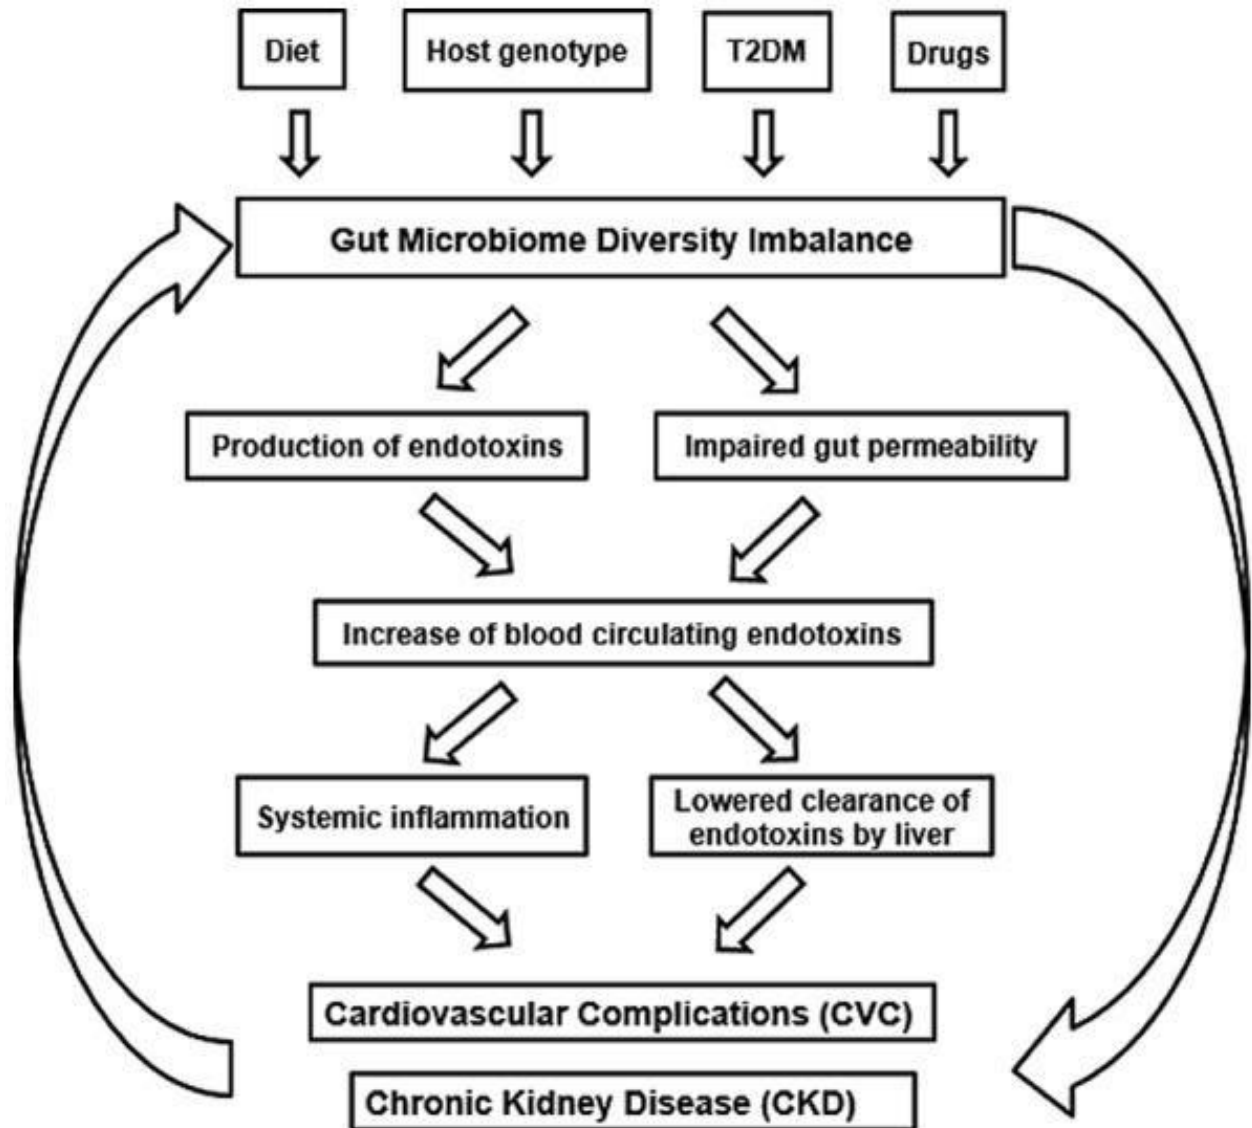 Diet
Host genotype
T2DM
Drugs
Gut Microbiome Diversity Imbalance
Production of endotoxins
Impaired gut permeability
Increase of blood circulating endotoxins
Systemic inflammation
Lowered clearance of
endotoxins by liver
Cardiovascular Complications (CVC)
Chronic Kidney Disease (CKD)